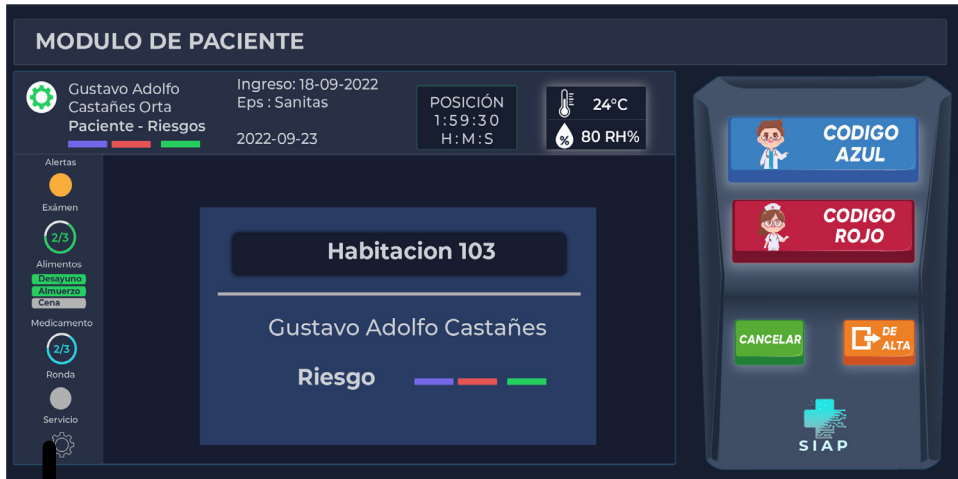 MODULO DE PACIENTE
Gustavo Adolfo
Castañes Orta
Paciente - Riesgos
Ingreso: 18-09-2022
Eps : Sanitas
2022-09-23
POSICIÓN
1:59:30
H:M:S
24°C
% 80 RH%
Alertas
Exámen
2/3
Alimentos
Desayuno
Almuerzo
Cena
Medicamento
2/3
Ronda
Servicio
Habitacion 103
Gustavo Adolfo Castañes
Riesgo
CODIGO
AZUL
CODIGO
ROJO
CANCELAR
DE
ALTA
SIAP